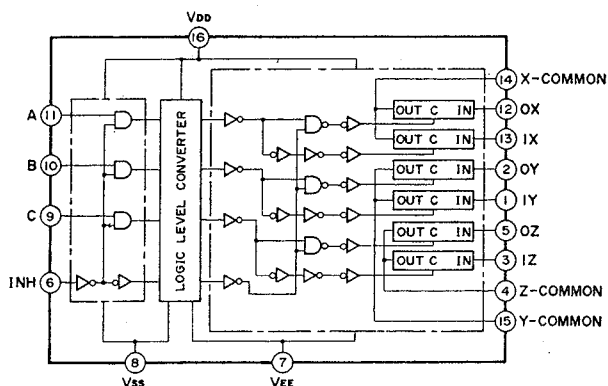 VDD
16
14 X-COMMON
A 11
OUT C IN 12 OX
OUT C IN 13 IX
B 10
OUT C IN 2 OY
LOGIC LEVEL CONVERTER
OUT C IN 1 IY
C 9
OUT C IN 5 OZ
OUT C IN 3 IZ
INH 6
4 Z-COMMON
15 Y-COMMON
8
VSS
7
VEE